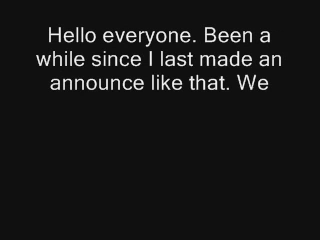 Hello everyone. Been a
while since I last made an
announce like that. We